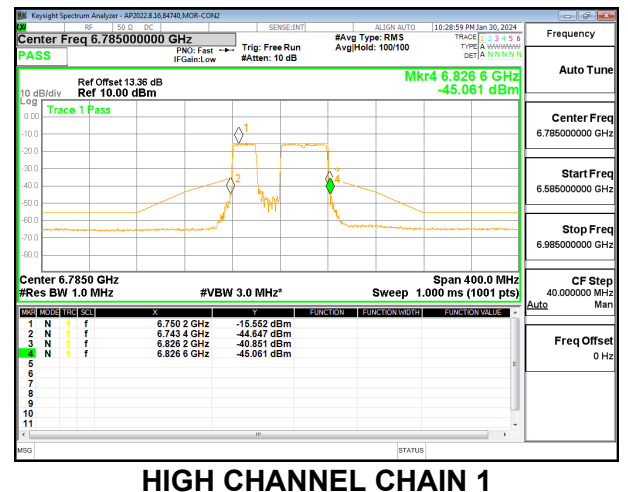 Keysight Spectrum Analyzer - AP2022.8.16,84740,MOR-CON2
RF 50 Ω DC SENSE:INT ALIGN AUTO 10:28:59 PM Jan 30, 2024
Center Freq 6.785000000 GHz #Avg Type: RMS TRACE 1 2 3 4 5 6
PASS PNO: Fast Trig: Free Run Avg|Hold: 100/100 TYPE A WWWWW
IFGain:Low #Atten: 10 dB DET A N N N N N
Frequency
Auto Tune
Center Freq
6.785000000 GHz
Start Freq
6.585000000 GHz
Stop Freq
6.985000000 GHz
CF Step
40.000000 MHz
Auto Man
Freq Offset
0 Hz
Mkr4 6.826 6 GHz
-45.061 dBm
Ref Offset 13.36 dB
10 dB/div Ref 10.00 dBm
Log
Trace 1 Pass
0.00
-10.0
-20.0
-30.0
-40.0
-50.0
-60.0
-70.0
-80.0
1
2
4
Center 6.7850 GHz Span 400.0 MHz
#Res BW 1.0 MHz #VBW 3.0 MHz* Sweep 1.000 ms (1001 pts)
MKR MODE TRC SCL X Y FUNCTION FUNCTION WIDTH FUNCTION VALUE
1 N 1 f 6.750 2 GHz -15.552 dBm
2 N 1 f 6.743 4 GHz -44.647 dBm
3 N 1 f 6.826 2 GHz -40.851 dBm
4 N 1 f 6.826 6 GHz -45.061 dBm
5
6
7
8
9
10
11
MSG STATUS
HIGH CHANNEL CHAIN 1